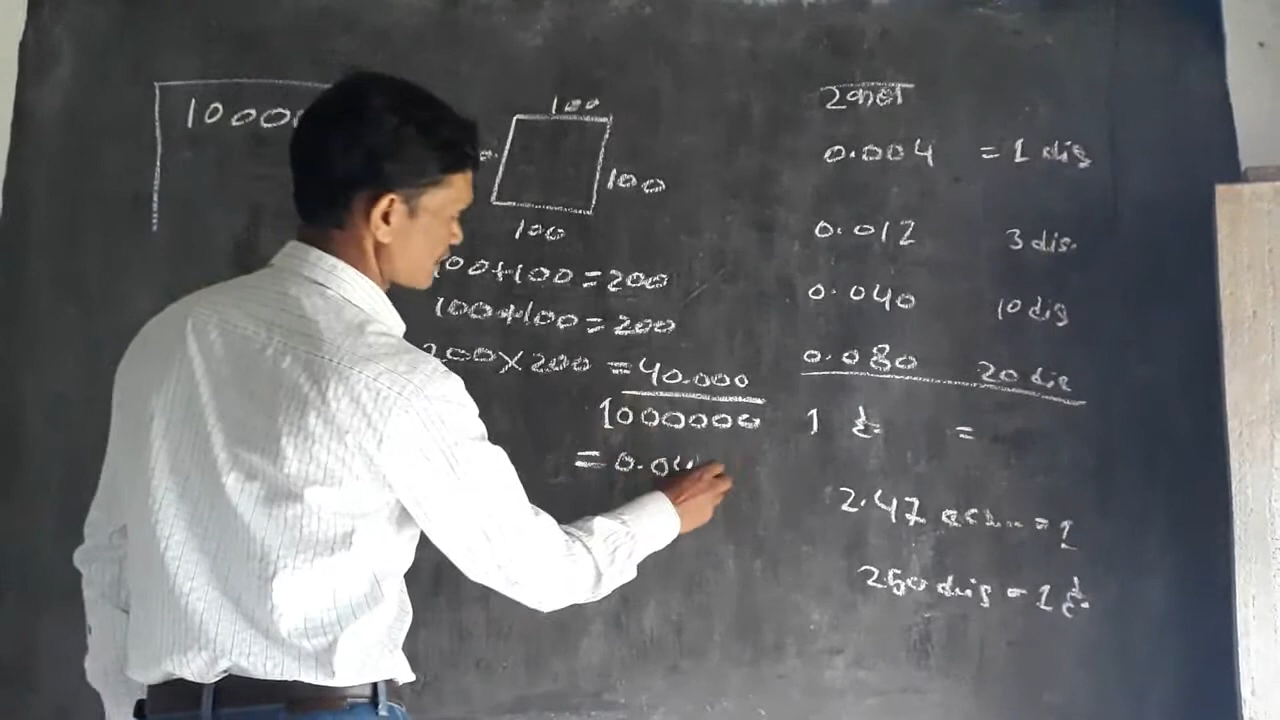 1000
100
100
100
100+100=200
100+100=200
200×200 =40.000
1000000
= 0.04
0.004 = 1 dis
0.012 3 dis.
0.040 10 dis
0.080 20 dis
1 =
2.47 = 1
250 dis = 1